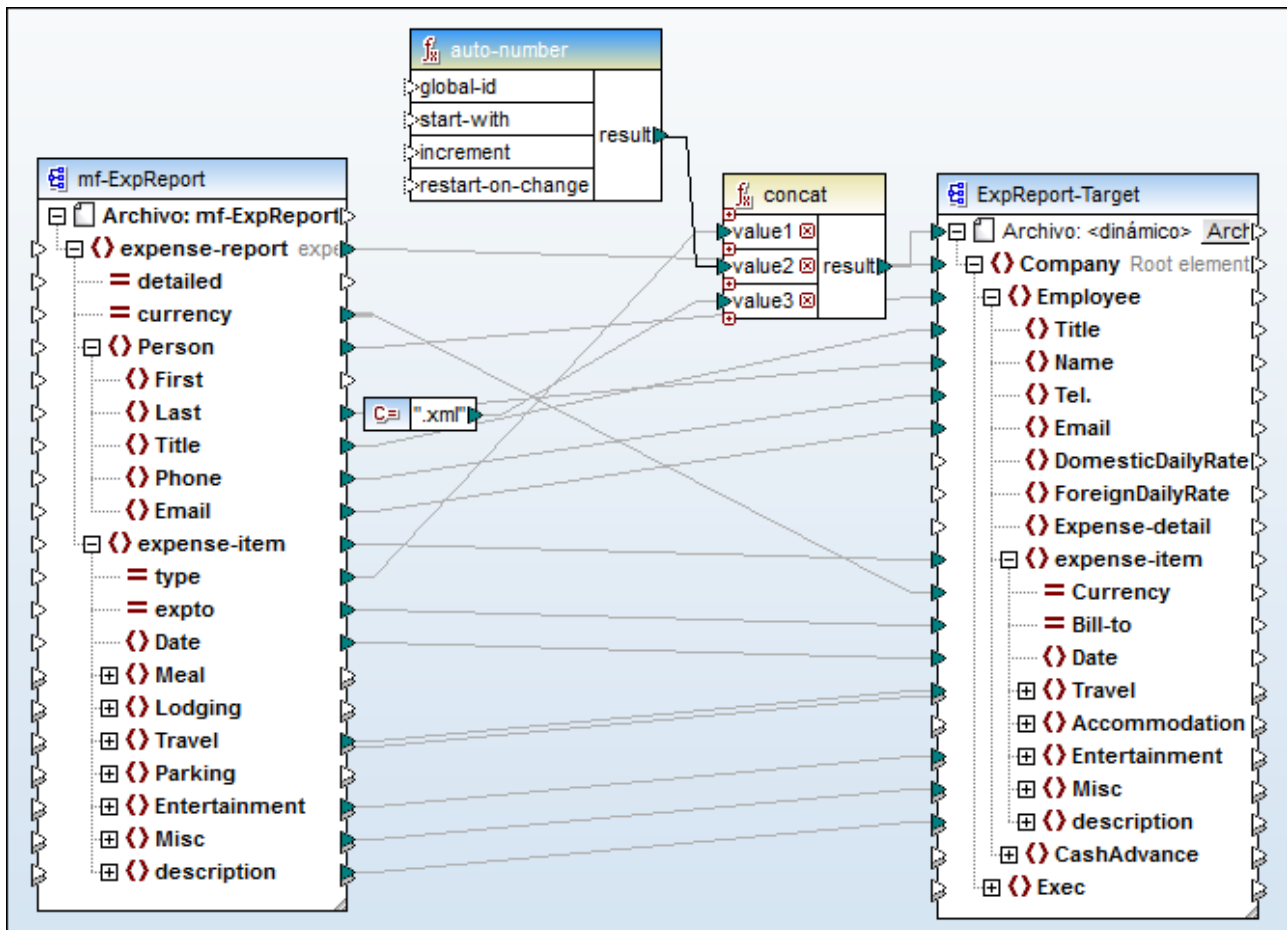 auto-number
global-id
start-with
result
increment
restart-on-change
mf-ExpReport
Archivo: mf-ExpReport
expense-report expe
detailed
currency
Person
First
Last
Title
Phone
Email
expense-item
type
expto
Date
Meal
Lodging
Travel
Parking
Entertainment
Misc
description
C= ".xml"
concat
value1
value2 result
value3
ExpReport-Target
Archivo: <dinámico> Arch
Company Root element
Employee
Title
Name
Tel.
Email
DomesticDailyRate
ForeignDailyRate
Expense-detail
expense-item
Currency
Bill-to
Date
Travel
Accommodation
Entertainment
Misc
description
CashAdvance
Exec